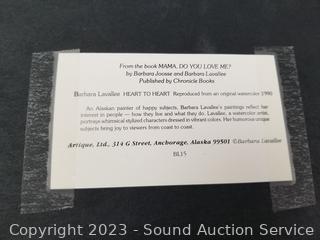 From the book MAMA, DO YOU LOVE ME?
by Barbara Joosse and Barbara Lavallee
Published by Chronicle Books
Barbara Lavallee HEART TO HEART Reproduced from an original watercolor 1990
An Alaskan painter of happy subjects, Barbara Lavallee's paintings reflect her
interest in people — how they live and what they do. Lavallee, a watercolor artist,
portrays whimsical stylized characters dressed in vibrant colors. Her humorous unique
subjects bring joy to viewers from coast to coast.
Artique, Ltd., 314 G Street, Anchorage, Alaska 99501 ©Barbara Lavallee
BL15
Copyright 2023 - Sound Auction Service